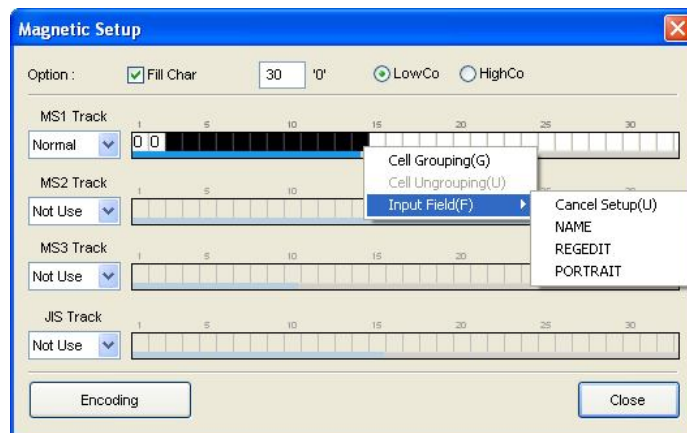 Magnetic Setup
Option : Fill Char 30 '0' LowCo HighCo
MS1 Track
1 5 10 15 20 25 30
Normal 0 0
Cell Grouping(G)
MS2 Track
Cell Ungrouping(U)
1 5 10
Not Use
Input Field(F) Cancel Setup(U)
NAME
MS3 Track
REGEDIT
1 5 10 15 20
Not Use
PORTRAIT
JIS Track
1 5 10 15 20 25 30
Not Use
Encoding Close